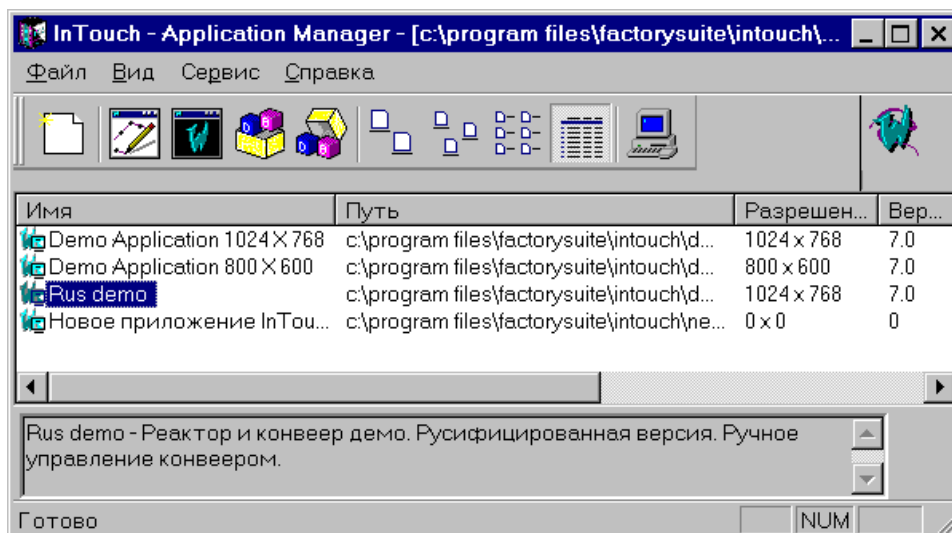 InTouch - Application Manager - [c:\program files\factorysuite\intouch\...
Файл Вид Сервис Справка
Имя Путь Разрешен... Вер...
Demo Application 1024 X 768 c:\program files\factorysuite\intouch\d... 1024 x 768 7.0
Demo Application 800 X 600 c:\program files\factorysuite\intouch\d... 800 x 600 7.0
Rus demo c:\program files\factorysuite\intouch\d... 1024 x 768 7.0
Новое приложение InTou... c:\program files\factorysuite\intouch\ne... 0 x 0 0
Rus demo - Реактор и конвеер демо. Русифицированная версия. Ручное
управление конвеером.
Готово NUM